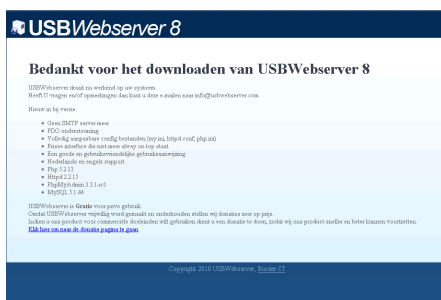 USBWebserver 8
Bedankt voor het downloaden van USBWebserver 8
USBWebserver draait nu werkend op uw systeem.
Heeft U vragen en/of opmerkingen dan kunt u deze e-mailen naar info@usbwebserver.com
Nieuw in bij versie:
Geen SMTP server meer
PDO ondersteuning
Volledig aanpasbare config bestanden (my.ini, httpd.conf, php.ini)
Frisse interface die niet meer alway on top staat
Een goede en gebruiksvriendelijke gebruiksaanwijzing
Nederlands en engels support
Php 5.2.13
Httpd 2.2.15
PhpMyAdmin 3.3.1-rc1
MySQL 5.1.44
USBWebserver is Gratis voor prive gebruik.
Omdat USBWebserver vrijwillig word gemaakt en onderhouden stellen wij donaties zeer op prijs.
Indien u ons product voor commerciële doeleinden wilt gebruiken dient u een donatie te doen, zodat wij ons product sneller en beter kunnen voortzetten.
Klik hier om naar de donatie pagina te gaan
Copyright 2010 USBWebserver, Border-IT